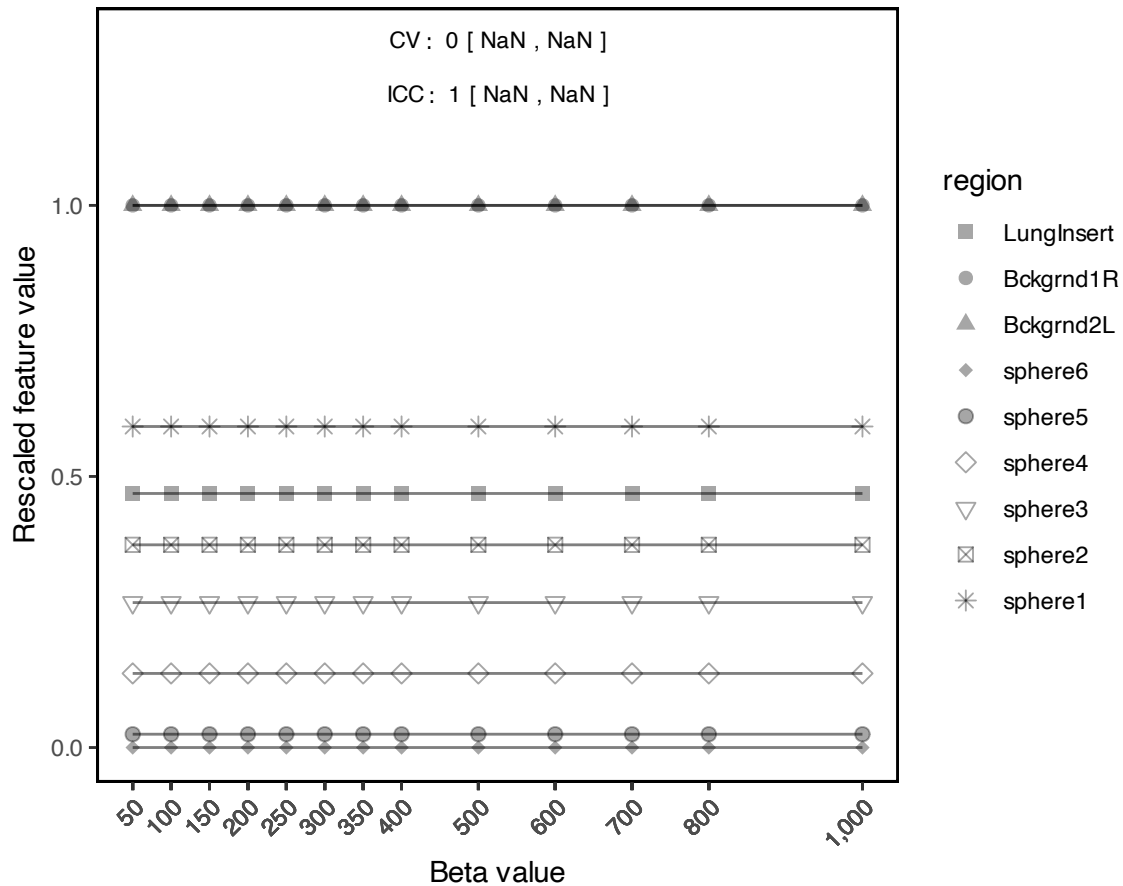 CV : 0 [ NaN , NaN ]
ICC : 1 [ NaN , NaN ]
Rescaled feature value
1.0
0.5
0.0
50
100
150
200
250
300
350
400
500
600
700
800
1,000
Beta value
region
LungInsert
Bckgrnd1R
Bckgrnd2L
sphere6
sphere5
sphere4
sphere3
sphere2
sphere1